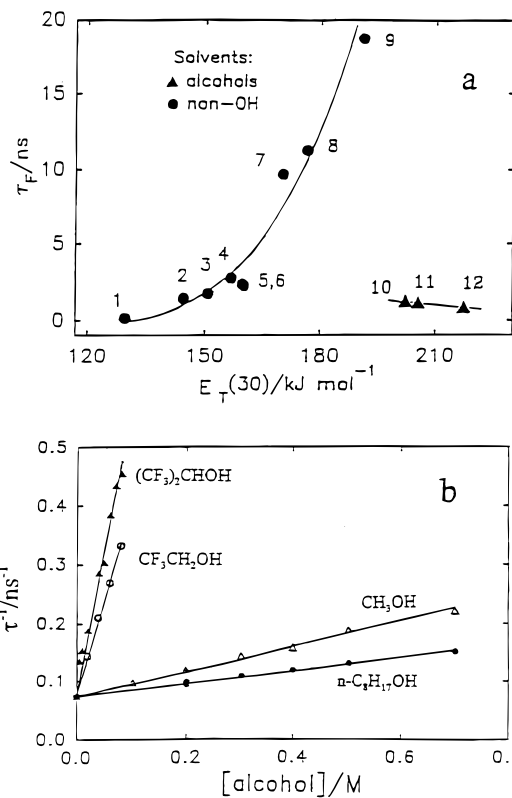 20
15
10
5
0
τF/ns
Solvents:
▲ alcohols
● non-OH
a
9
8
7
4
3
2
5,6
1
10
11
12
120
150
180
210
ET(30)/kJ mol⁻¹
0.5
0.4
0.3
0.2
0.1
0.0
τ⁻¹/ns⁻¹
b
(CF3)2CHOH
CF3CH2OH
CH3OH
n-C8H17OH
0.0
0.2
0.4
0.6
0.
[alcohol]/M